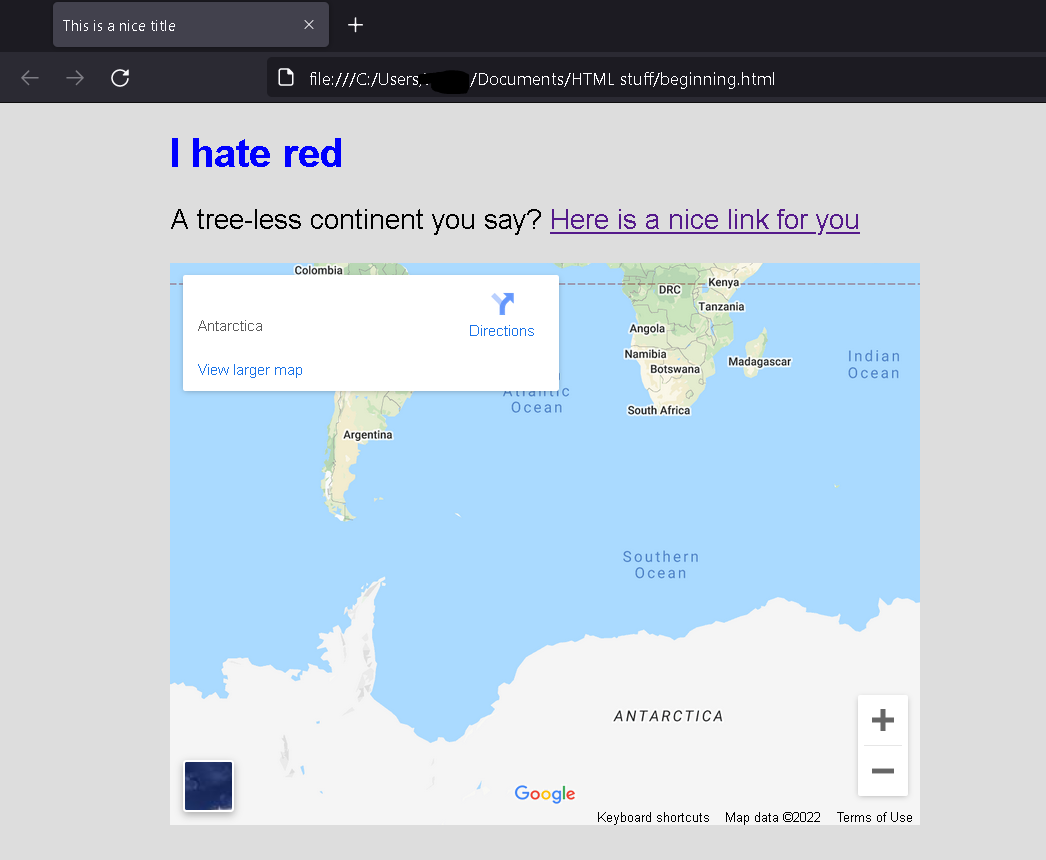 This is a nice title
file:///C:/Users/ /Documents/HTML stuff/beginning.html
I hate red
A tree-less continent you say? Here is a nice link for you
Colombia
Antarctica
Directions
View larger map
DRC
Kenya
Tanzania
Angola
Namibia
Botswana
Madagascar
Indian
Ocean
Atlantic
Ocean
South Africa
Argentina
Southern
Ocean
ANTARCTICA
Google
Keyboard shortcuts Map data ©2022 Terms of Use